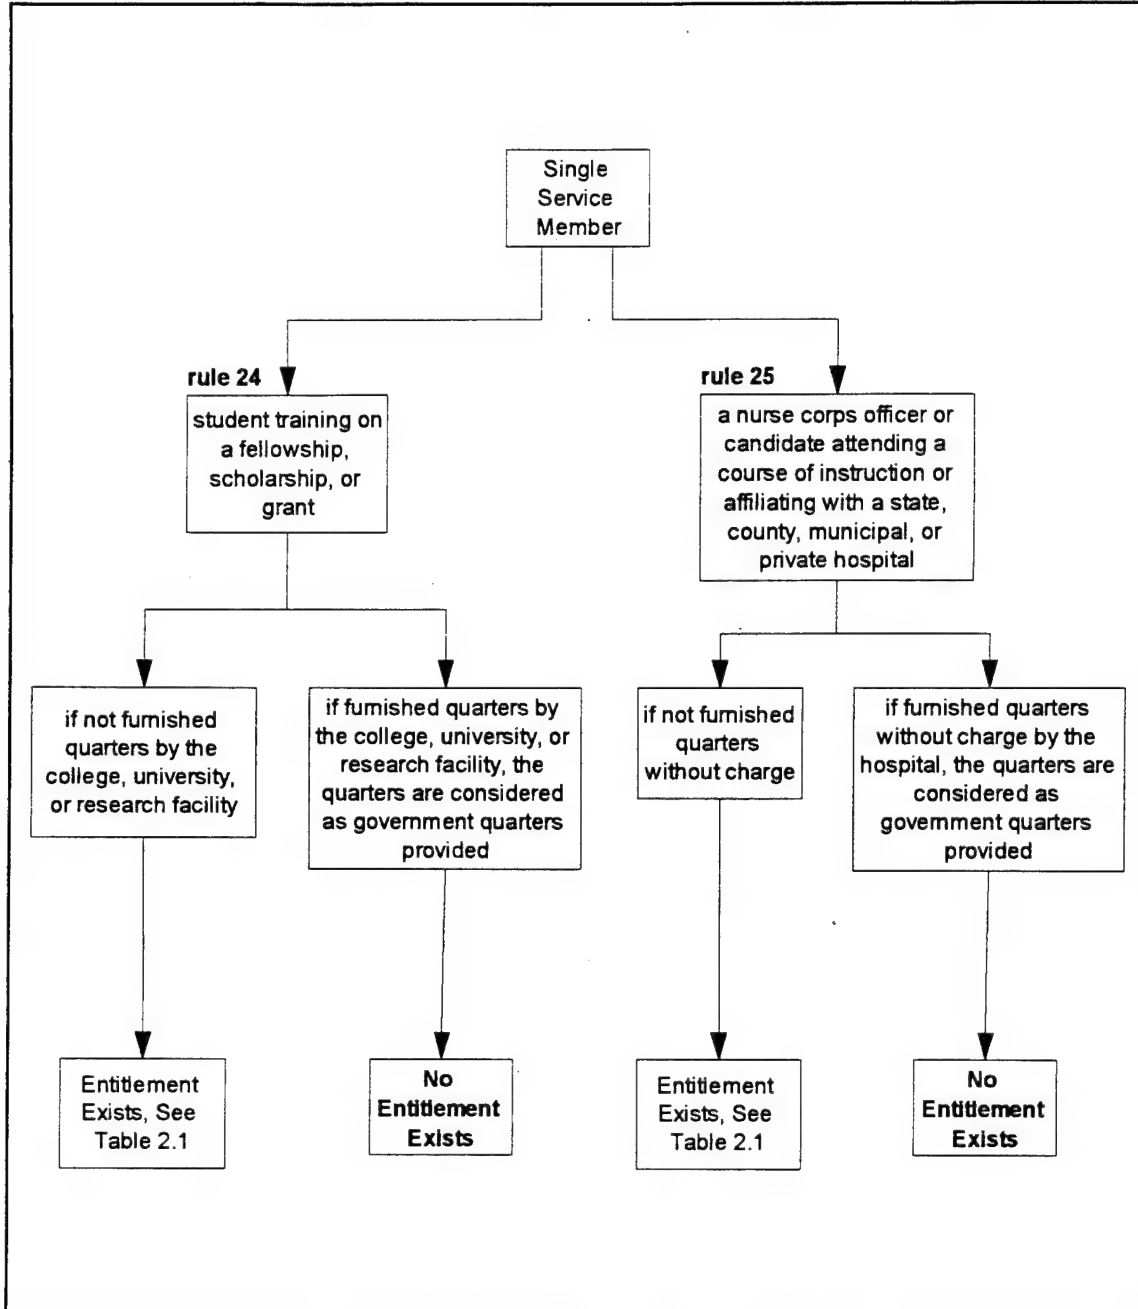 Single
Service
Member
rule 24
student training on
a fellowship,
scholarship, or
grant
rule 25
a nurse corps officer or
candidate attending a
course of instruction or
affiliating with a state,
county, municipal, or
private hospital
if not furnished
quarters by the
college, university,
or research facility
if furnished quarters by
the college, university, or
research facility, the
quarters are considered
as government quarters
provided
if not furnished
quarters
without charge
if furnished quarters
without charge by the
hospital, the quarters are
considered as
government quarters
provided
Entitlement
Exists, See
Table 2.1
No
Entitlement
Exists
Entitlement
Exists, See
Table 2.1
No
Entitlement
Exists